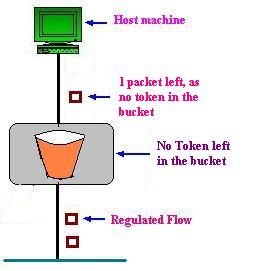 Host machine
1 packet left, as
no token in the
bucket
No Token left
in the bucket
Regulated Flow